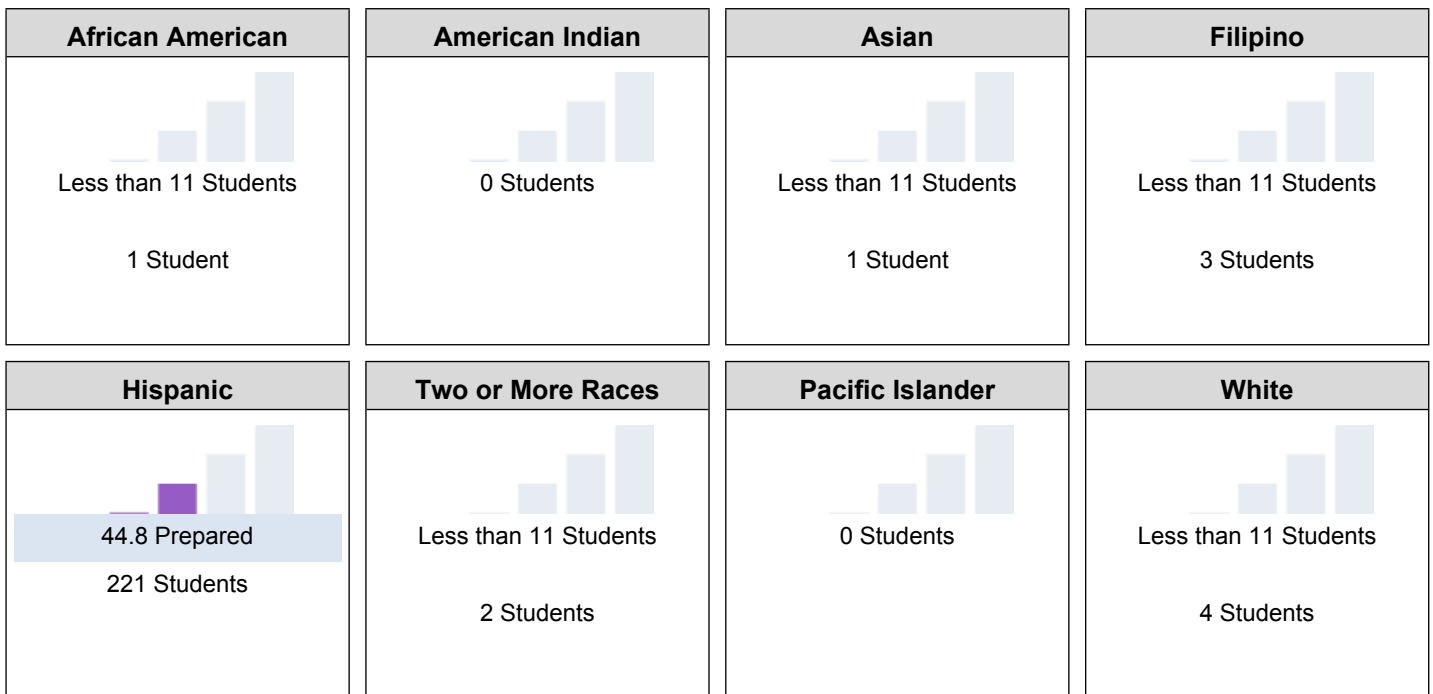 African American
American Indian
Asian
Filipino
Less than 11 Students
0 Students
Less than 11 Students
Less than 11 Students
1 Student
1 Student
3 Students
Hispanic
Two or More Races
Pacific Islander
White
44.8 Prepared
Less than 11 Students
0 Students
Less than 11 Students
221 Students
2 Students
4 Students